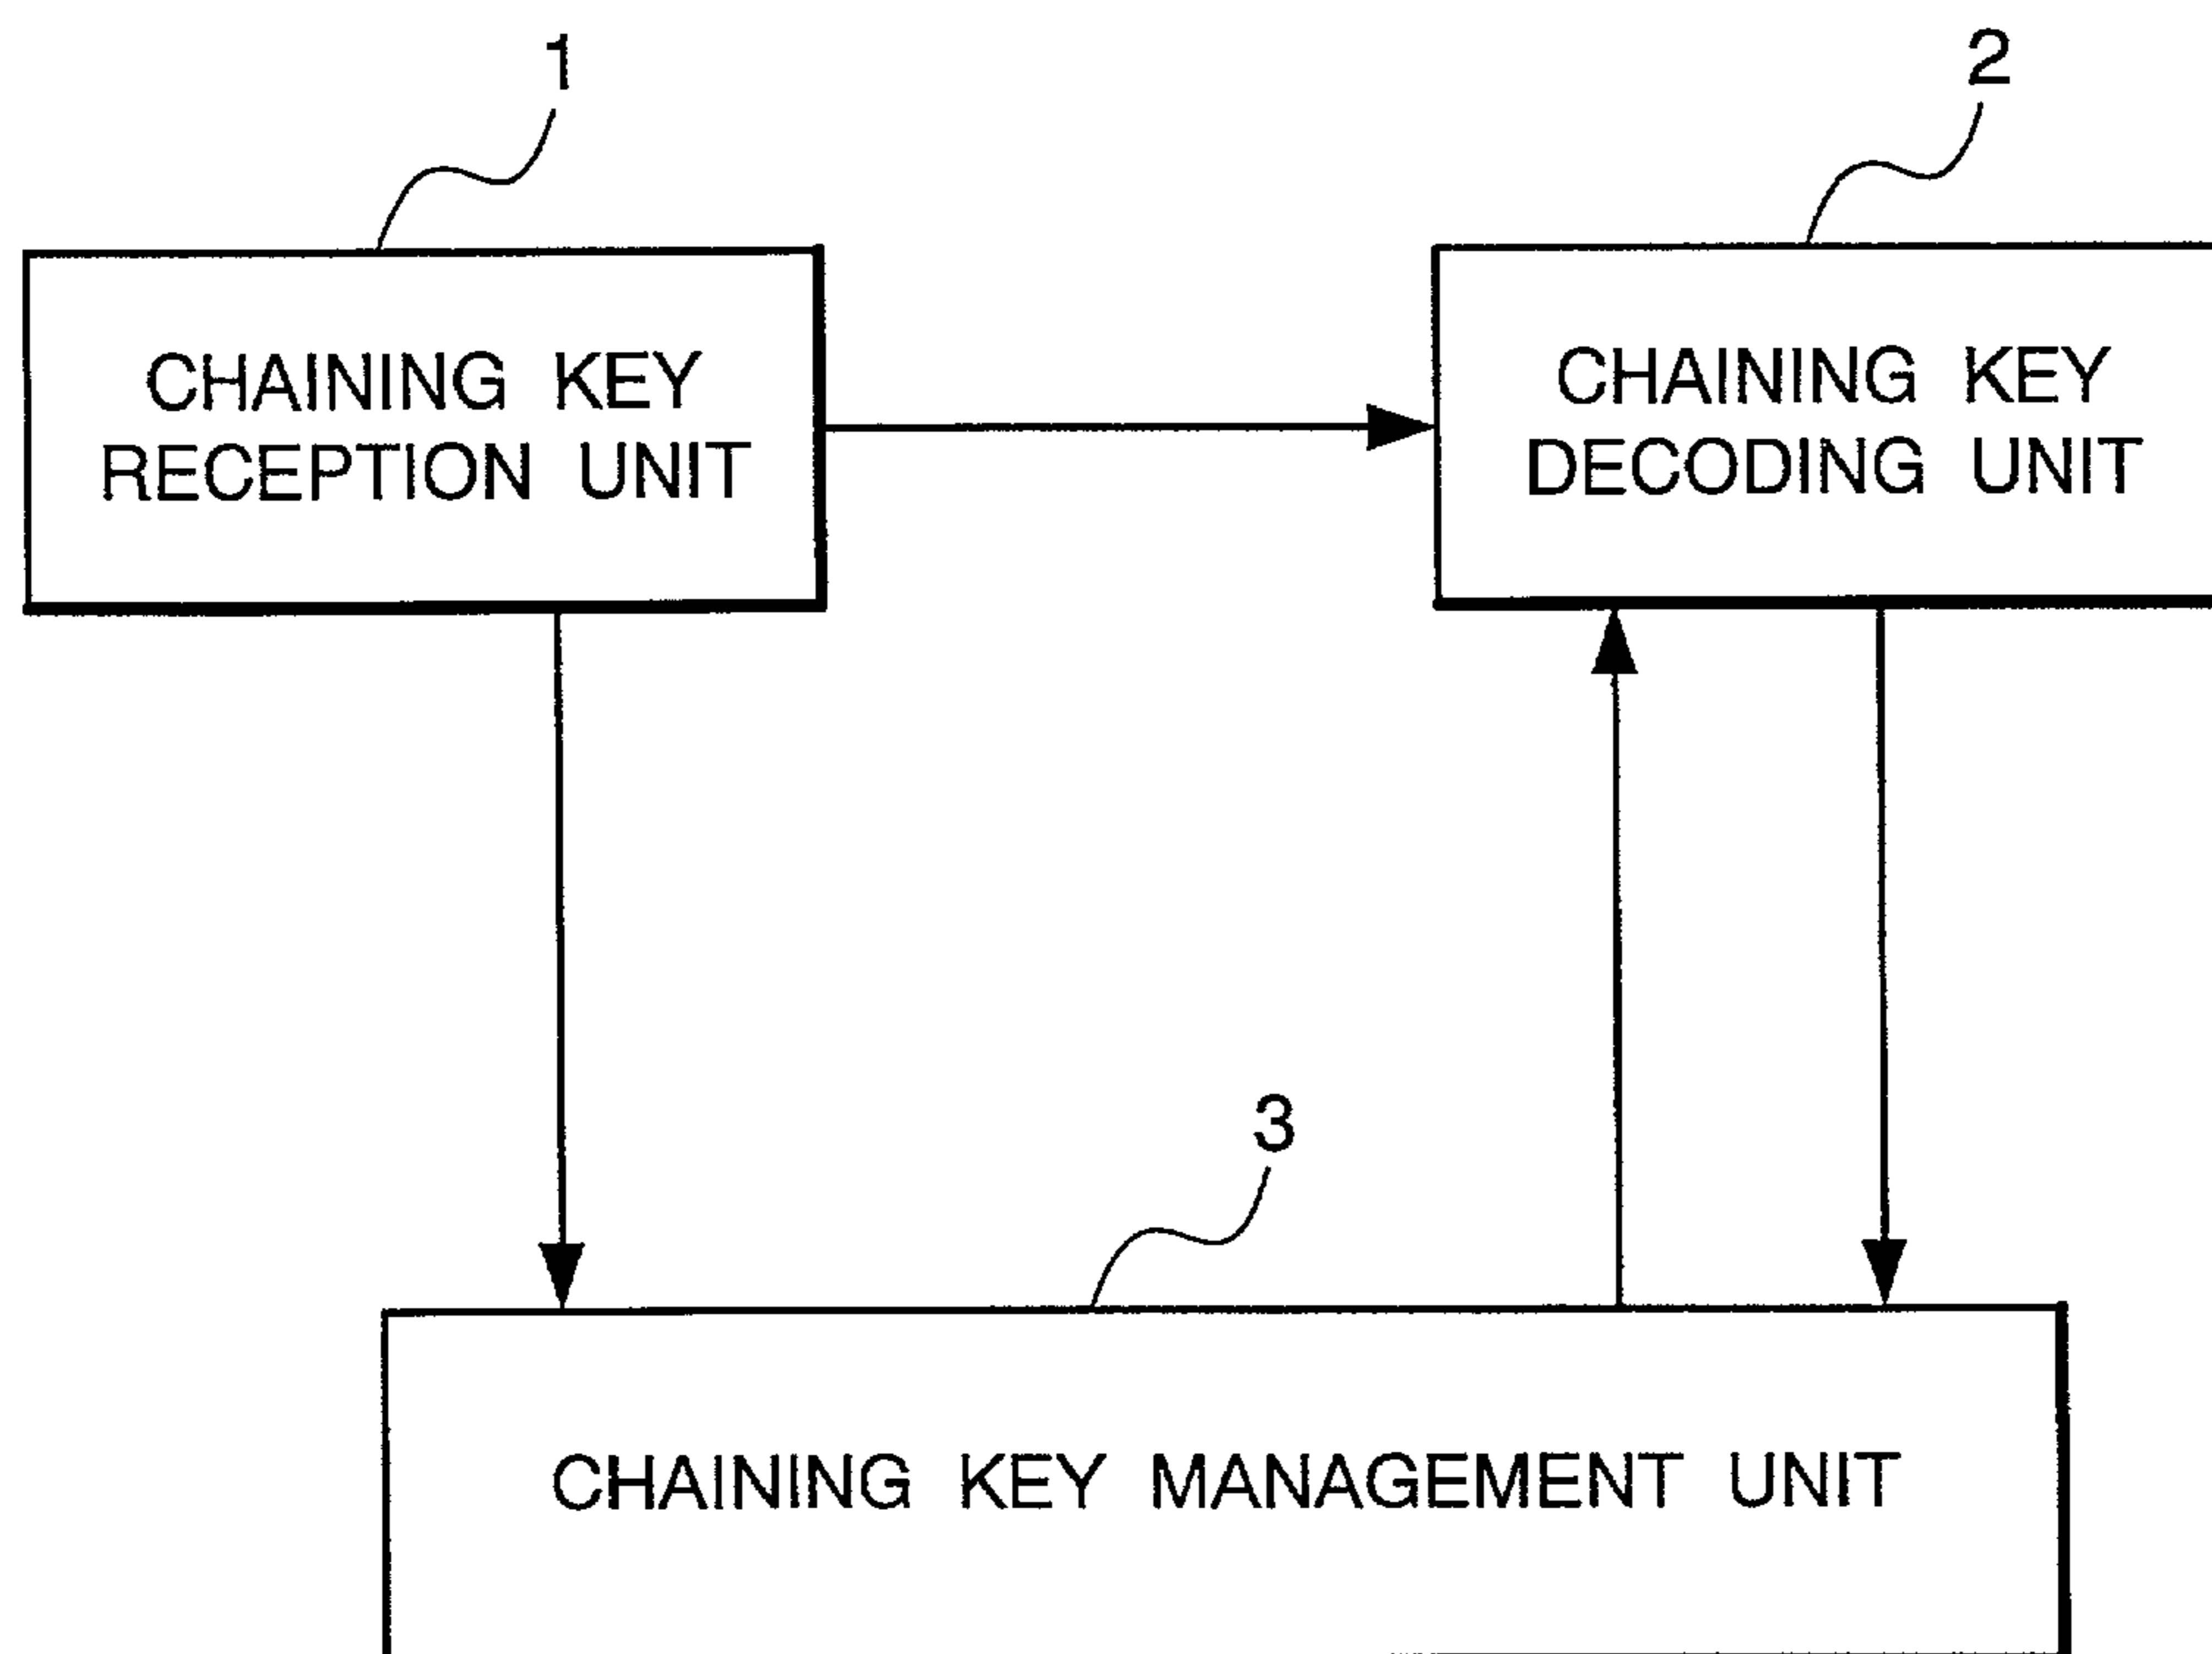 1
2
CHAINING KEY
RECEPTION UNIT
CHAINING KEY
DECODING UNIT
3
CHAINING KEY MANAGEMENT UNIT